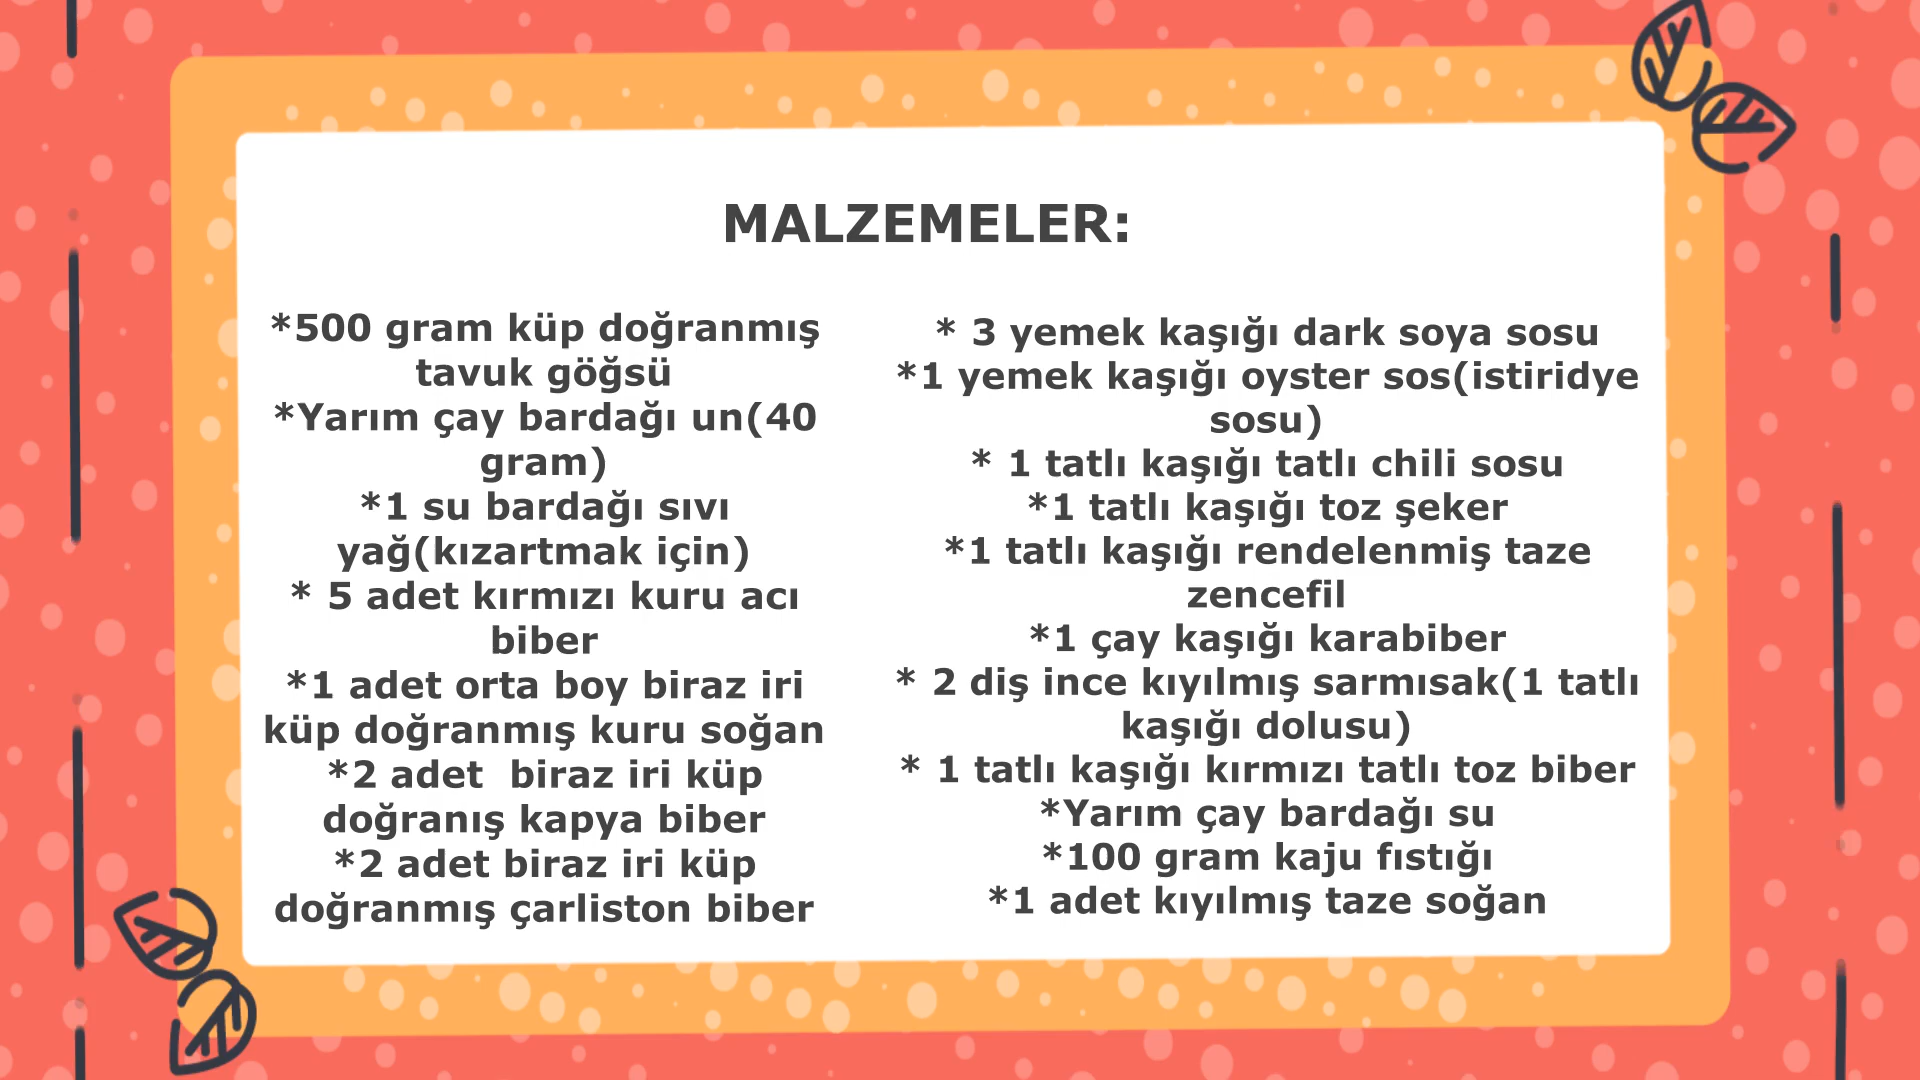 MALZEMELER:
*500 gram küp doğranmış
tavuk göğsü
*Yarım çay bardağı un(40
gram)
*1 su bardağı sıvı
yağ(kızartmak için)
* 5 adet kırmızı kuru acı
biber
*1 adet orta boy biraz iri
küp doğranmış kuru soğan
*2 adet  biraz iri küp
doğranış kapya biber
*2 adet biraz iri küp
doğranmış çarliston biber
* 3 yemek kaşığı dark soya sosu
*1 yemek kaşığı oyster sos(istiridye
sosu)
* 1 tatlı kaşığı tatlı chili sosu
*1 tatlı kaşığı toz şeker
*1 tatlı kaşığı rendelenmiş taze
zencefil
*1 çay kaşığı karabiber
* 2 diş ince kıyılmış sarmısak(1 tatlı
kaşığı dolusu)
* 1 tatlı kaşığı kırmızı tatlı toz biber
*Yarım çay bardağı su
*100 gram kaju fıstığı
*1 adet kıyılmış taze soğan